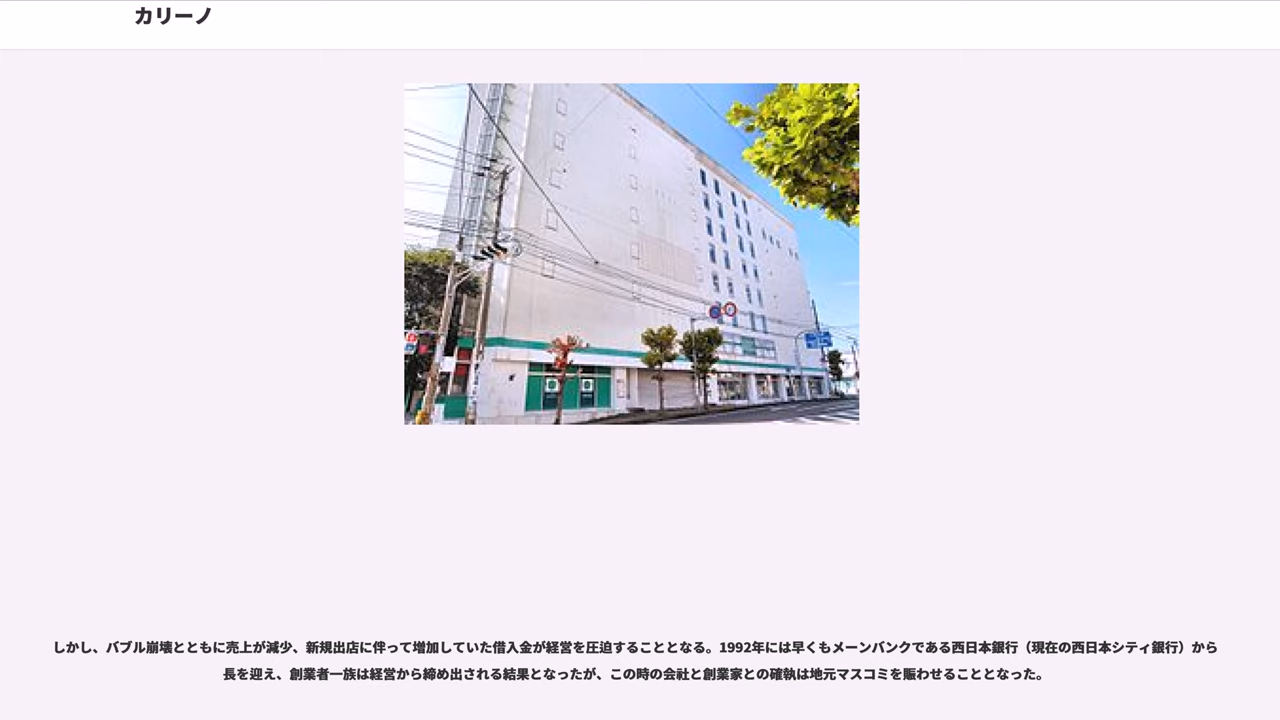 カリーノ
しかし、バブル崩壊とともに売上が減少、新規出店に伴って増加していた借入金が経営を圧迫することとなる。1992年には早くもメーンバンクである西日本銀行（現在の西日本シティ銀行）から
長を迎え、創業者一族は経営から締め出される結果となったが、この時の会社と創業家との確執は地元マスコミを賑わせることとなった。